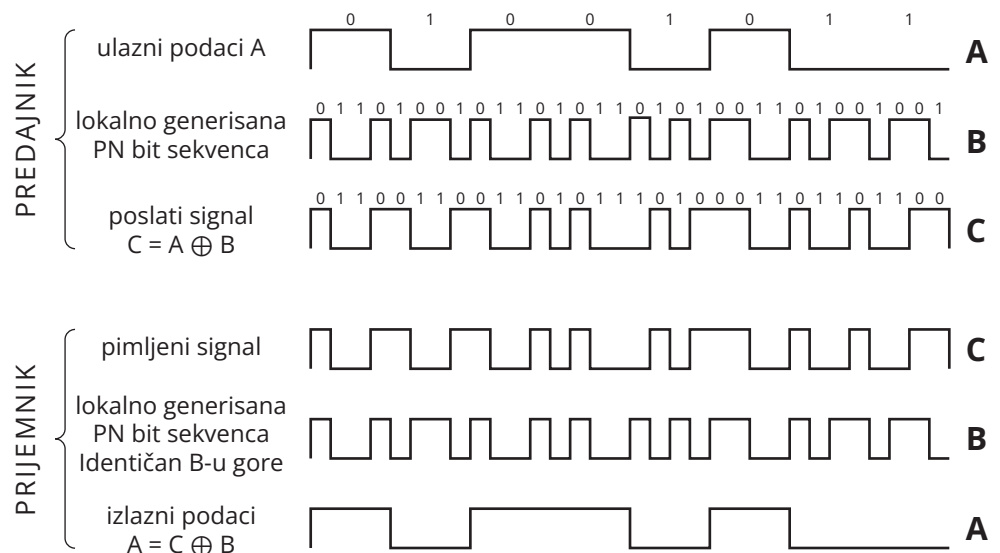 PREDAJNIK
ulazni podaci A
0 1 0 0 1 0 1 1
A
lokalno generisana
PN bit sekvenca
0 1 1 0 1 0 0 1 0 1 1 0 1 0 1 1 0 1 0 1 0 0 1 1 0 1 0 0 1 0 0 1
B
poslati signal
C = A ⊕ B
0 1 1 0 0 1 1 0 0 1 1 0 1 0 1 1 1 0 1 0 0 0 1 1 0 1 1 0 1 1 0 0
C
PRIJEMNIK
pimljeni signal
C
lokalno generisana
PN bit sekvenca
Identičan B-u gore
B
izlazni podaci
A = C ⊕ B
A